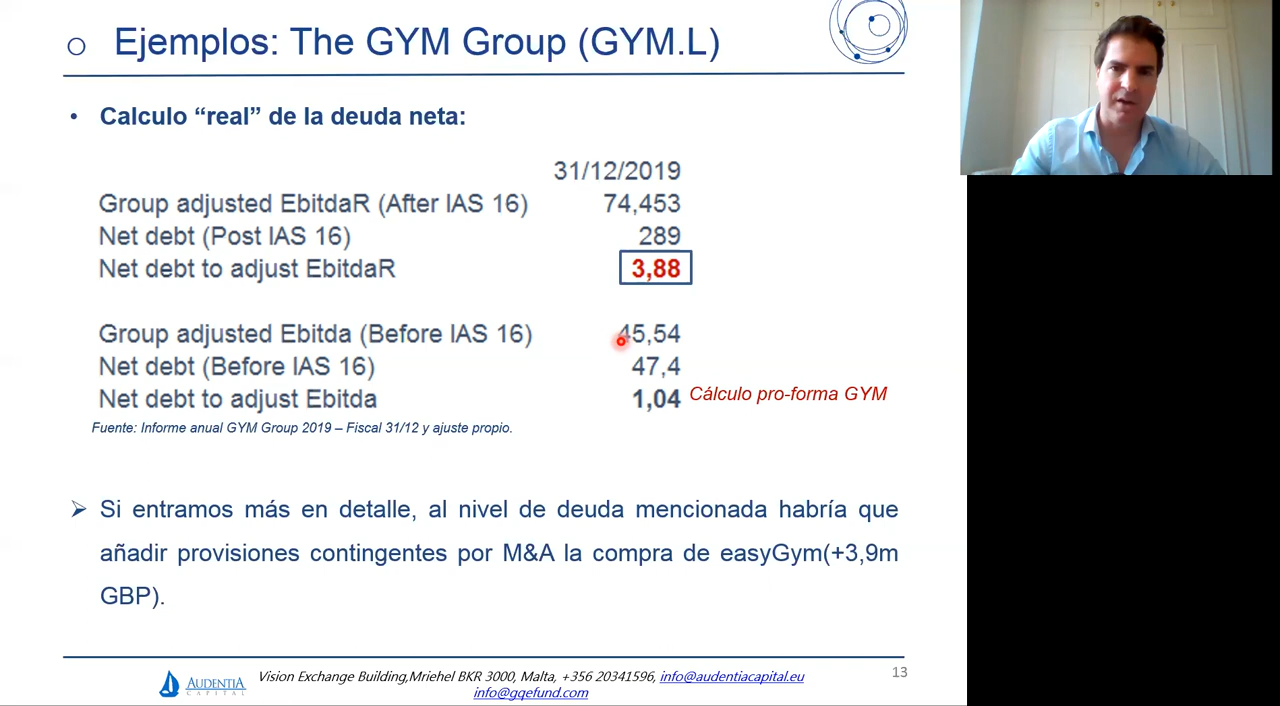 Ejemplos: The GYM Group (GYM.L)
• Calculo “real” de la deuda neta:
31/12/2019
Group adjusted EbitdaR (After IAS 16) 74,453
Net debt (Post IAS 16) 289
Net debt to adjust EbitdaR 3,88
Group adjusted Ebitda (Before IAS 16) 45,54
Net debt (Before IAS 16) 47,4
Net debt to adjust Ebitda 1,04 Cálculo pro-forma GYM
Fuente: Informe anual GYM Group 2019 – Fiscal 31/12 y ajuste propio.
➢ Si entramos más en detalle, al nivel de deuda mencionada habría que
añadir provisiones contingentes por M&A la compra de easyGym(+3,9m
GBP).
AUDENTIA
CAPITAL
Vision Exchange Building,Mriehel BKR 3000, Malta, +356 20341596, info@audentiacapital.eu
info@gqefund.com
13